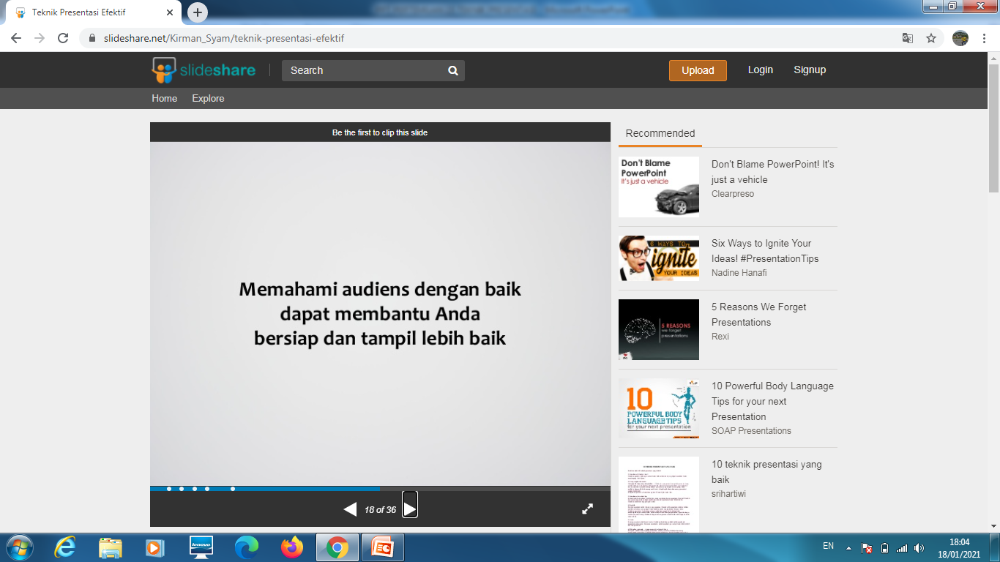 Teknik Presentasi Efektif
slideshare.net/Kirman_Syam/teknik-presentasi-efektif
slideshare
Search
Upload
Login
Signup
Home
Explore
Be the first to clip this slide
Memahami audiens dengan baik
dapat membantu Anda
bersiap dan tampil lebih baik
18 of 36
Recommended
Don't Blame
PowerPoint
It's just a vehicle
Don't Blame PowerPoint! It's
just a vehicle
Clearpreso
6 WAYS TO
ignite
YOUR IDEAS
Six Ways to Ignite Your
Ideas! #PresentationTips
Nadine Hanafi
5 REASONS
we forget
presentations
5 Reasons We Forget
Presentations
Rexi
10
POWERFUL BODY
LANGUAGE TIPS
for your next presentation
10 Powerful Body Language
Tips for your next
Presentation
SOAP Presentations
10 teknik presentasi yang
baik
srihartiwi
lenovo
EN
18:04
18/01/2021